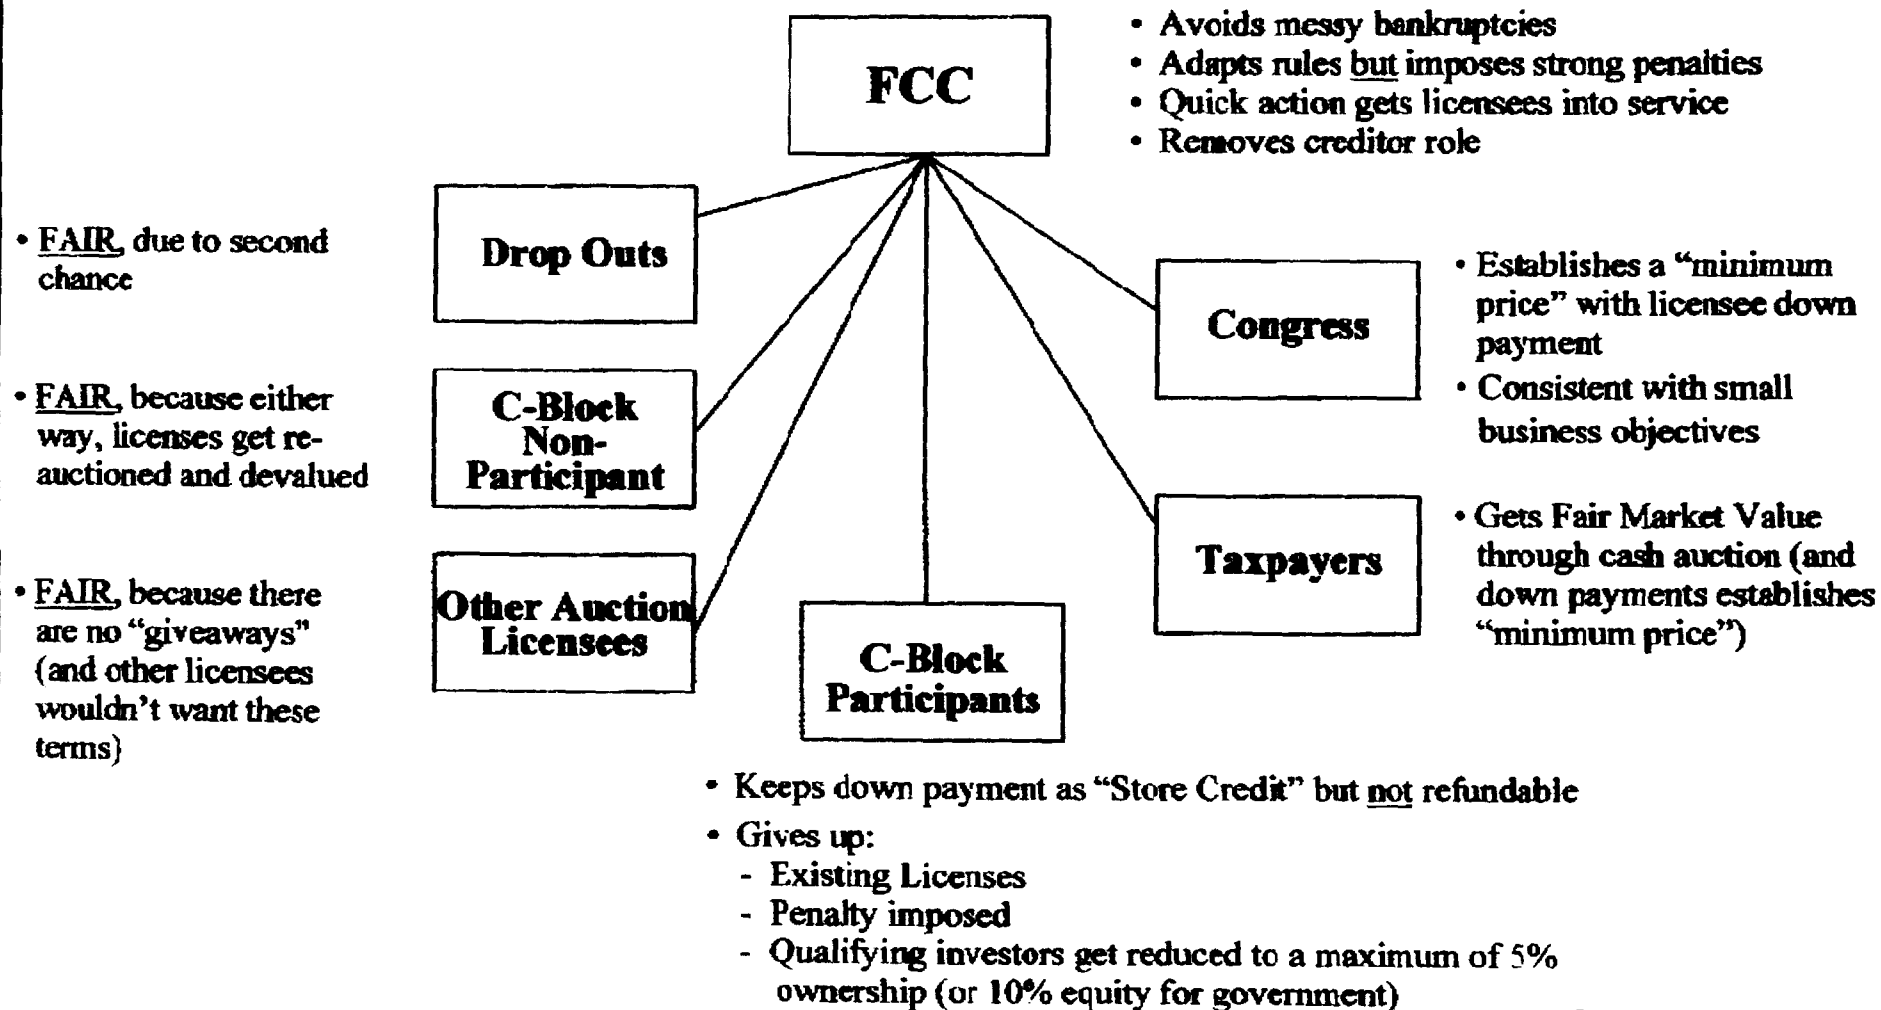 FCC
• Avoids messy bankruptcies
• Adapts rules but imposes strong penalties
• Quick action gets licensees into service
• Removes creditor role
Drop Outs
• FAIR, due to second
chance
C-Block
Non-
Participant
• FAIR, because either
way, licenses get re-
auctioned and devalued
Other Auction
Licensees
• FAIR, because there
are no “giveaways”
(and other licensees
wouldn’t want these
terms)
Congress
• Establishes a “minimum
price” with licensee down
payment
• Consistent with small
business objectives
Taxpayers
• Gets Fair Market Value
through cash auction (and
down payments establishes
“minimum price”)
C-Block
Participants
• Keeps down payment as “Store Credit” but not refundable
• Gives up:
- Existing Licenses
- Penalty imposed
- Qualifying investors get reduced to a maximum of 5%
ownership (or 10% equity for government)